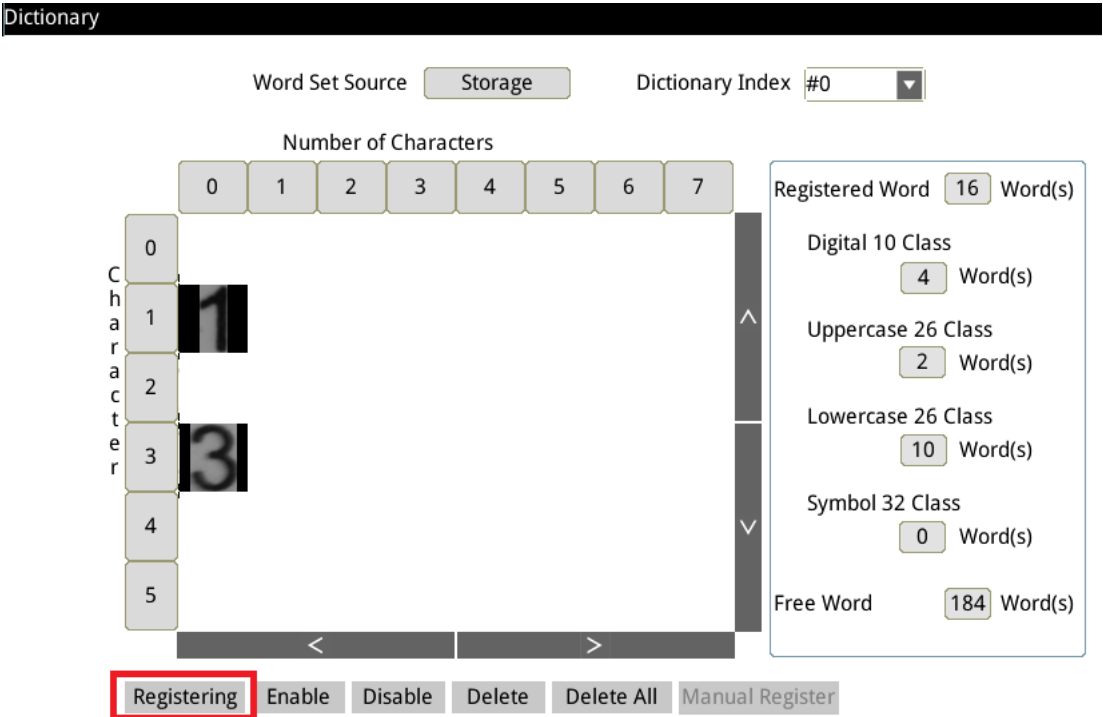 Dictionary
Word Set Source Storage Dictionary Index #0
Number of Characters
0 1 2 3 4 5 6 7
Character
0
1 1
2
3 3
4
5
< >
Registered Word 16 Word(s)
Digital 10 Class
4 Word(s)
Uppercase 26 Class
2 Word(s)
Lowercase 26 Class
10 Word(s)
Symbol 32 Class
0 Word(s)
Free Word 184 Word(s)
Registering Enable Disable Delete Delete All Manual Register